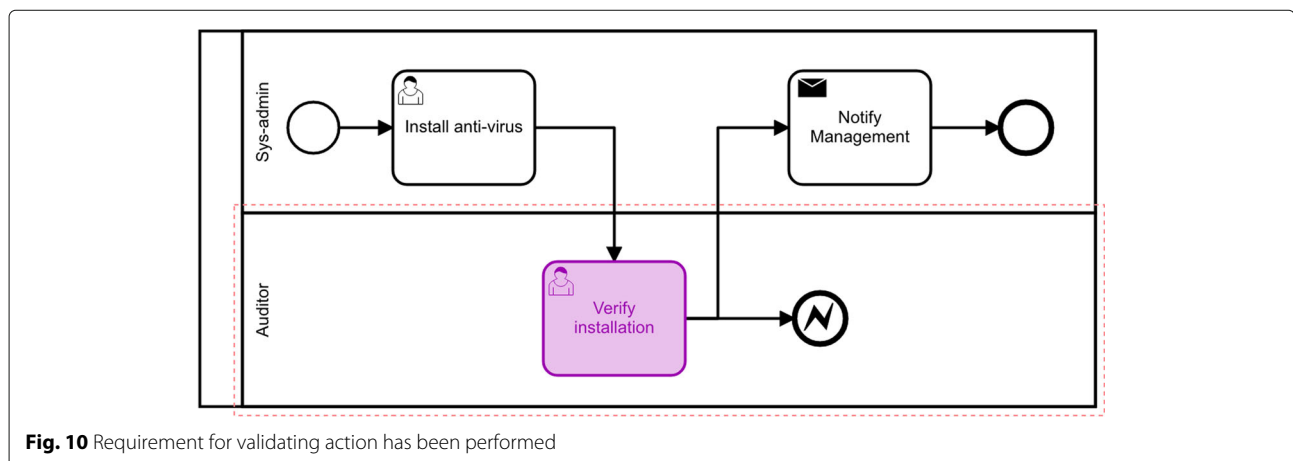 Sys-admin
Install anti-virus
Notify
Management
Auditor
Verify
installation
Fig. 10 Requirement for validating action has been performed